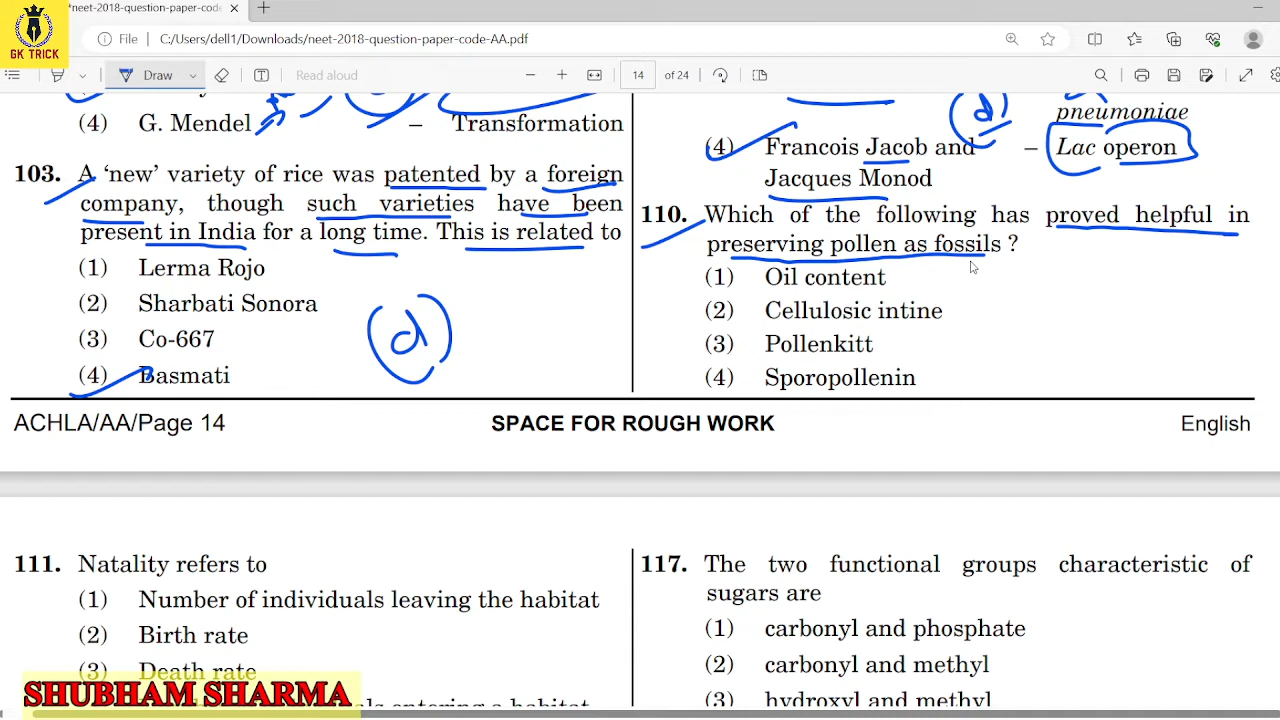 neet-2018-question-paper-code
GK TRICK
File
C:/Users/dell1/Downloads/neet-2018-question-paper-code-AA.pdf
Draw
Read aloud
14
of 24
(4) G. Mendel – Transformation
103. A ‘new’ variety of rice was patented by a foreign
company, though such varieties have been
present in India for a long time. This is related to
(1) Lerma Rojo
(2) Sharbati Sonora
(3) Co-667
(4) Basmati
d
pneumoniae
d
(4) Francois Jacob and – Lac operon
Jacques Monod
110. Which of the following has proved helpful in
preserving pollen as fossils ?
(1) Oil content
(2) Cellulosic intine
(3) Pollenkitt
(4) Sporopollenin
ACHLA/AA/Page 14
SPACE FOR ROUGH WORK
English
111. Natality refers to
(1) Number of individuals leaving the habitat
(2) Birth rate
(3) Death rate
entering a habitat
117. The two functional groups characteristic of
sugars are
(1) carbonyl and phosphate
(2) carbonyl and methyl
(3) hydroxyl and methyl
SHUBHAM SHARMA